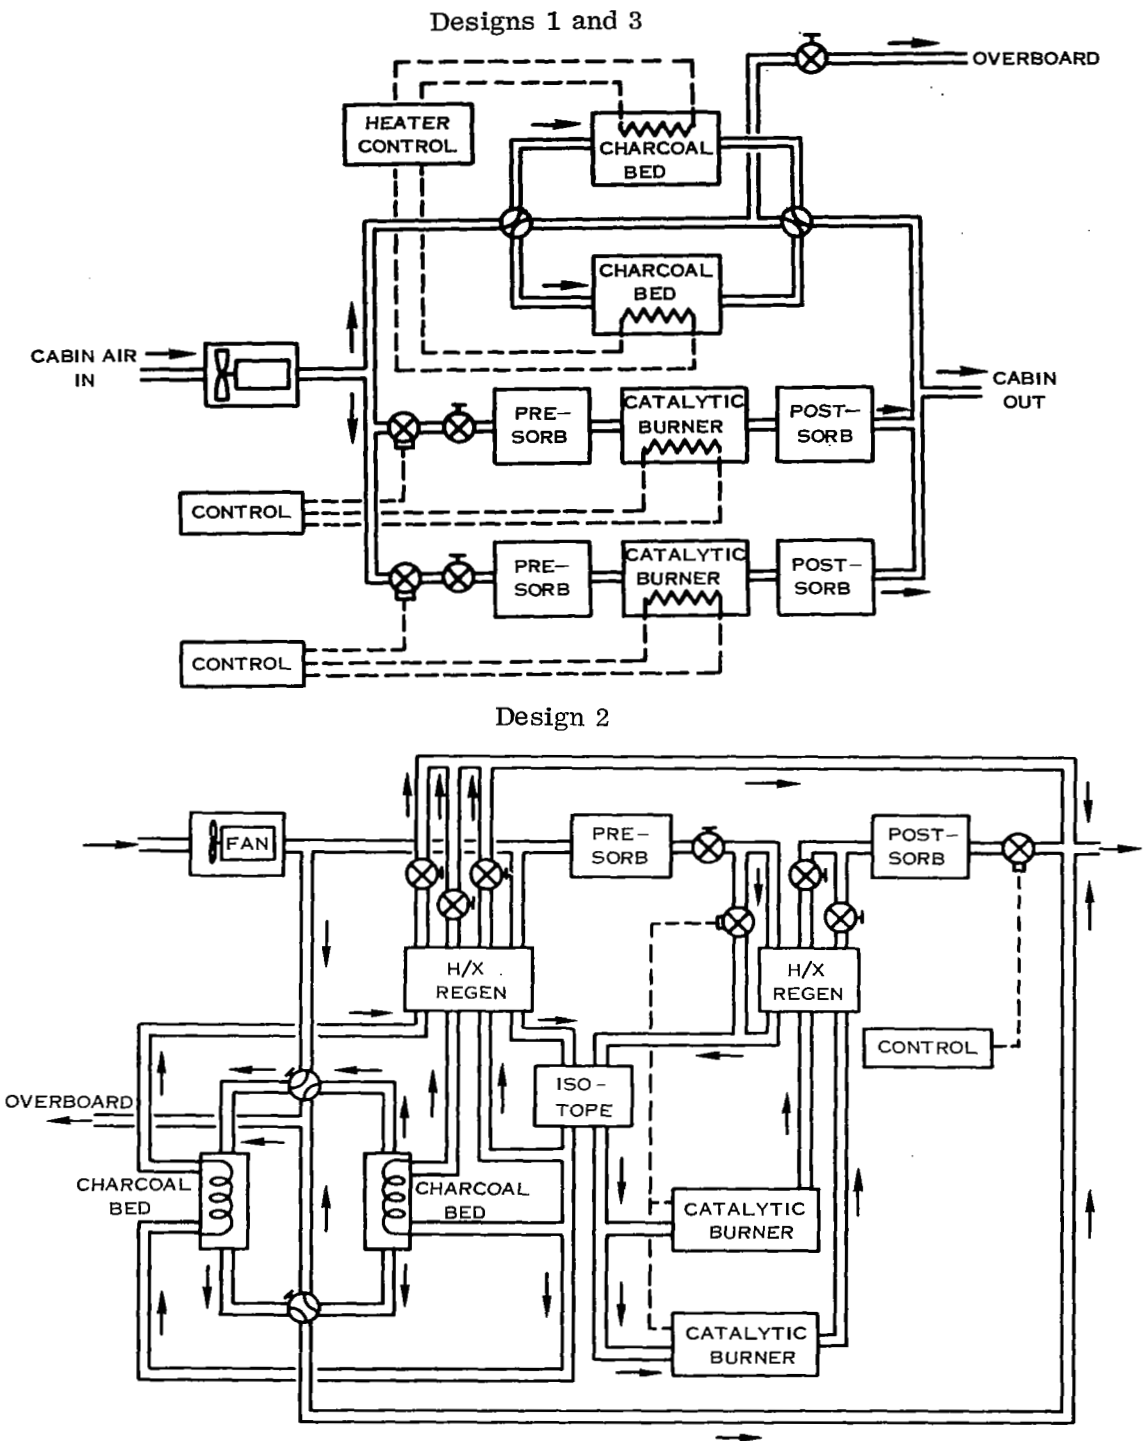 Designs 1 and 3
OVERBOARD
HEATER
CONTROL
CHARCOAL
BED
CHARCOAL
BED
CABIN AIR
IN
CABIN
OUT
PRE-
SORB
CATALYTIC
BURNER
POST-
SORB
CONTROL
PRE-
SORB
CATALYTIC
BURNER
POST-
SORB
CONTROL
Design 2
FAN
PRE-
SORB
POST-
SORB
H/X
REGEN
H/X
REGEN
CONTROL
ISO-
TOPE
OVERBOARD
CHARCOAL
BED
CHARCOAL
BED
CATALYTIC
BURNER
CATALYTIC
BURNER